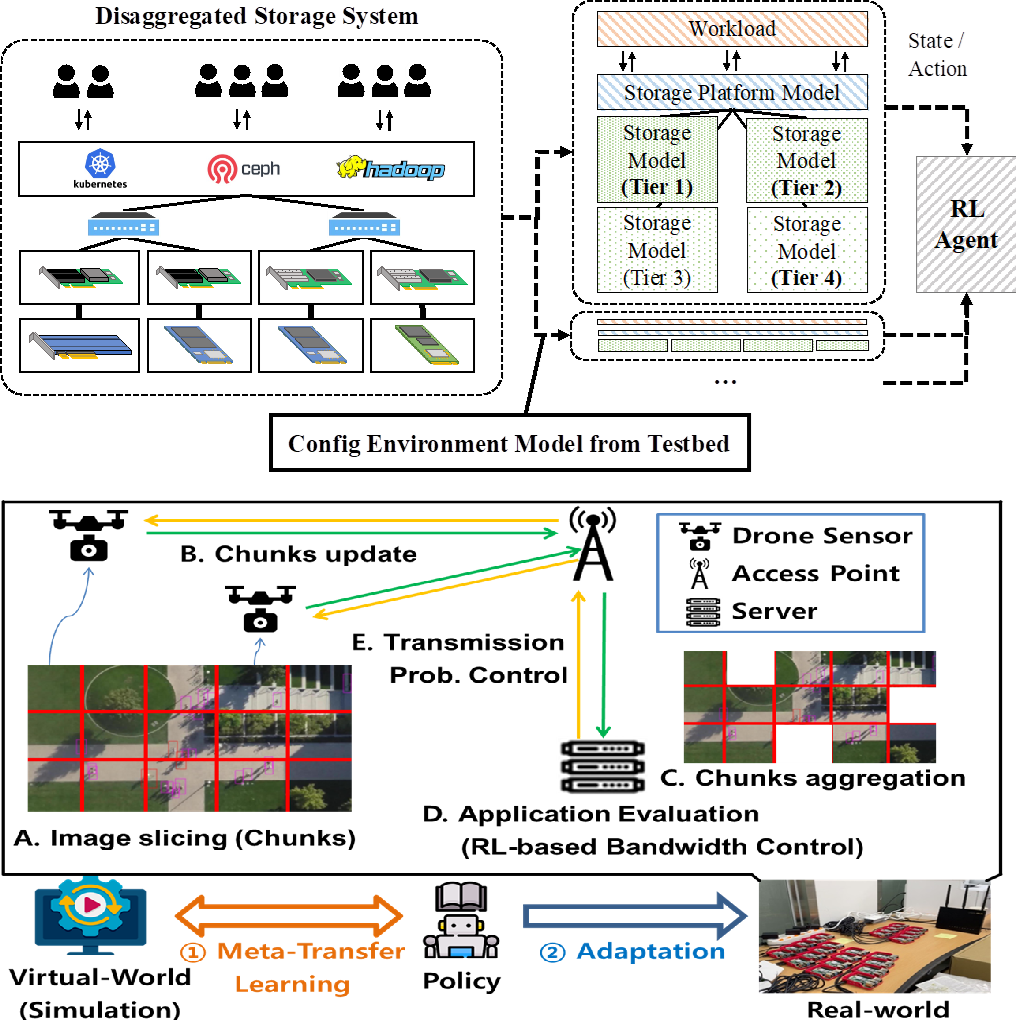 Disaggregated Storage System
kubernetes
ceph
hadoop
Workload
Storage Platform Model
Storage
Model
(Tier 1)
Storage
Model
(Tier 2)
Storage
Model
(Tier 3)
Storage
Model
(Tier 4)
State /
Action
RL
Agent
...
Config Environment Model from Testbed
B. Chunks update
E. Transmission
Prob. Control
Drone Sensor
Access Point
Server
A. Image slicing (Chunks)
C. Chunks aggregation
D. Application Evaluation
(RL-based Bandwidth Control)
① Meta-Transfer
Learning
Virtual-World
(Simulation)
Policy
② Adaptation
Real-world